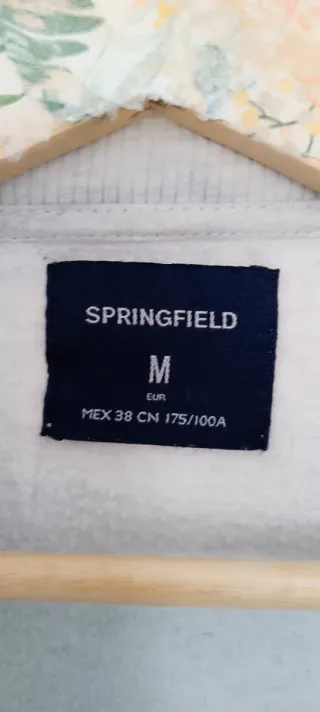 SPRINGFIELD
M
EUR
MEX 38 CN 175/100A